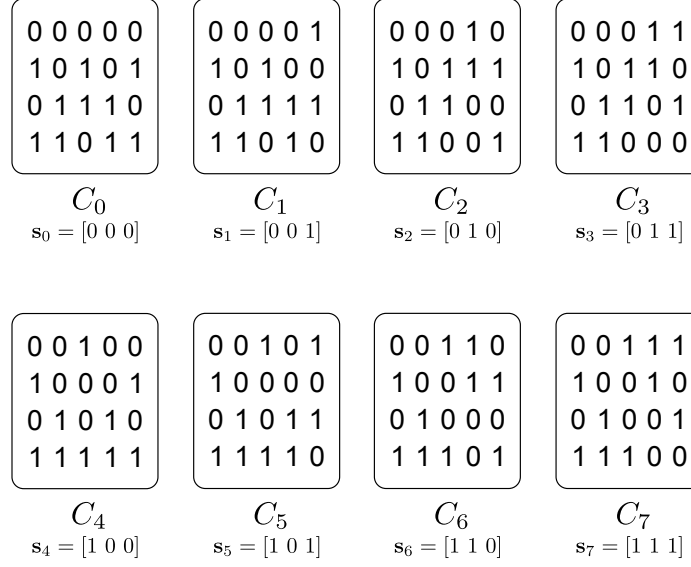 0 0 0 0 0
1 0 1 0 1
0 1 1 1 0
1 1 0 1 1
C₀
s₀ = [0 0 0]
0 0 0 0 1
1 0 1 0 0
0 1 1 1 1
1 1 0 1 0
C₁
s₁ = [0 0 1]
0 0 0 1 0
1 0 1 1 1
0 1 1 0 0
1 1 0 0 1
C₂
s₂ = [0 1 0]
0 0 0 1 1
1 0 1 1 0
0 1 1 0 1
1 1 0 0 0
C₃
s₃ = [0 1 1]
0 0 1 0 0
1 0 0 0 1
0 1 0 1 0
1 1 1 1 1
C₄
s₄ = [1 0 0]
0 0 1 0 1
1 0 0 0 0
0 1 0 1 1
1 1 1 1 0
C₅
s₅ = [1 0 1]
0 0 1 1 0
1 0 0 1 1
0 1 0 0 0
1 1 1 0 1
C₆
s₆ = [1 1 0]
0 0 1 1 1
1 0 0 1 0
0 1 0 0 1
1 1 1 0 0
C₇
s₇ = [1 1 1]